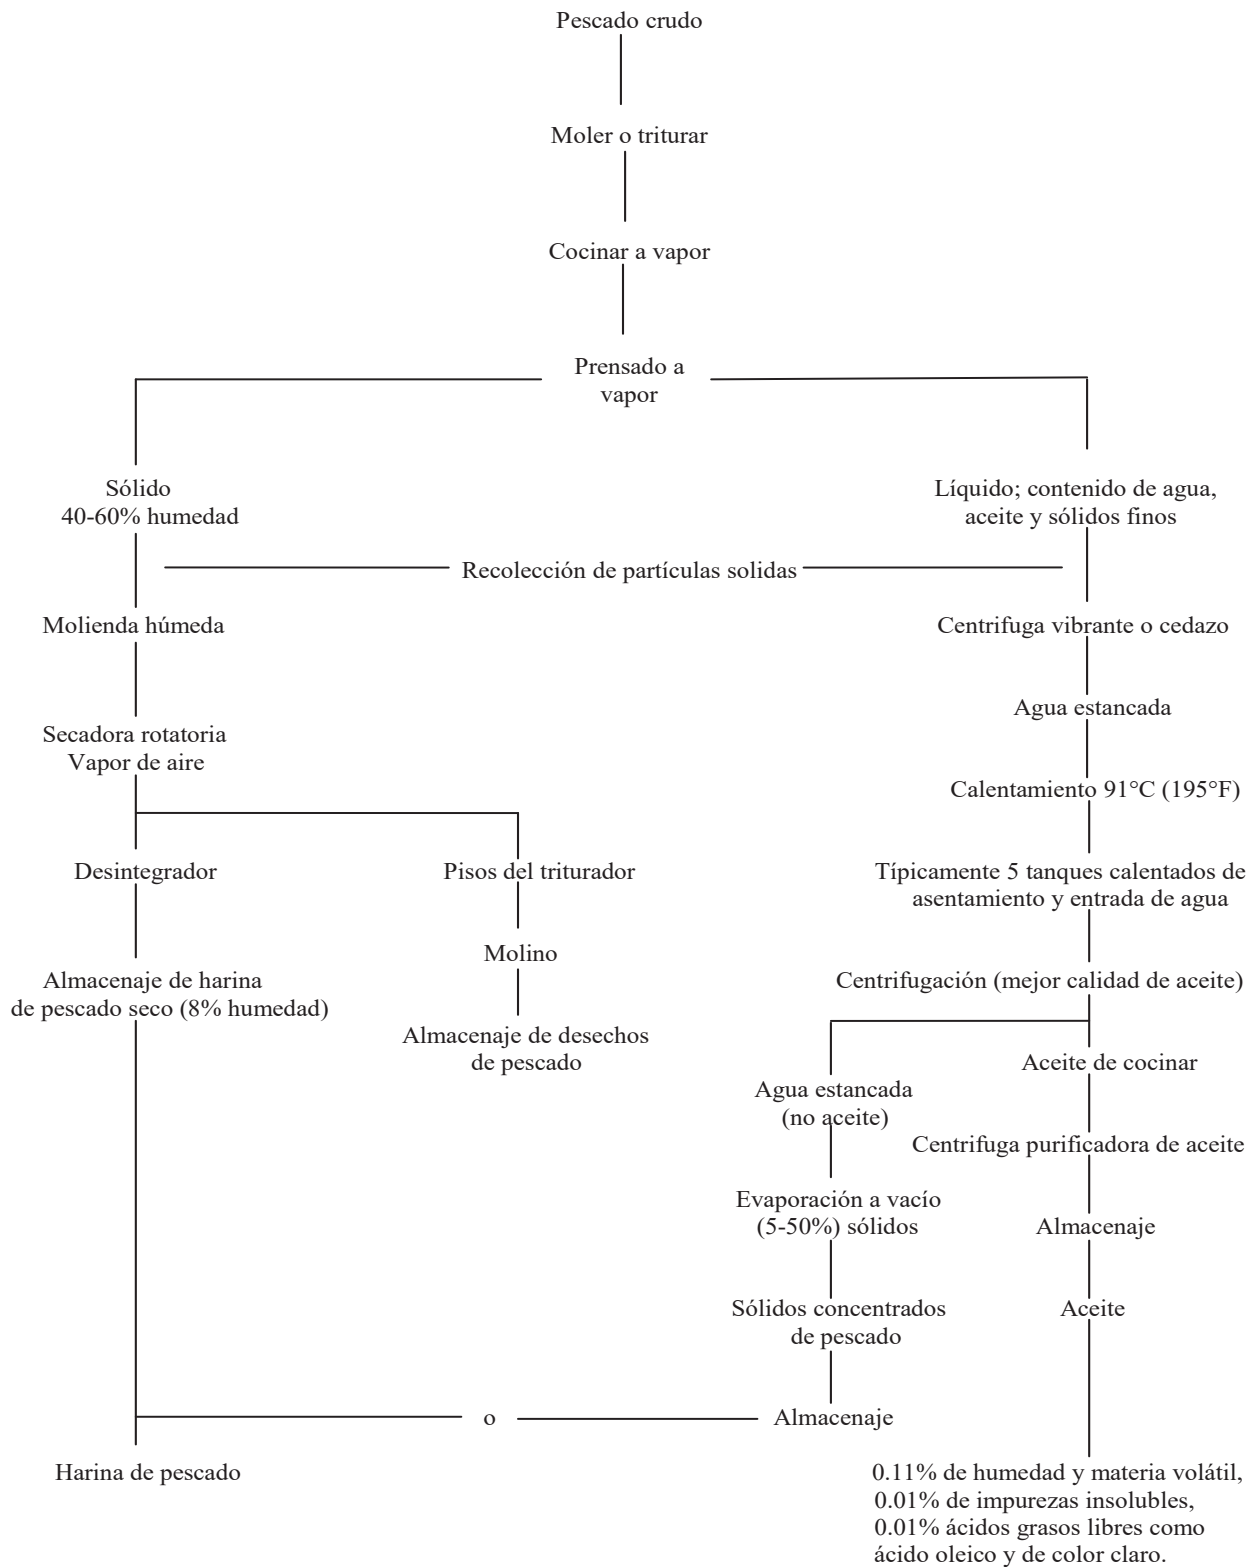 Pescado crudo
Moler o triturar
Cocinar a vapor
Prensado a
vapor
Sólido
40-60% humedad
Líquido; contenido de agua,
aceite y sólidos finos
Recolección de partículas solidas
Molienda húmeda
Centrifuga vibrante o cedazo
Agua estancada
Secadora rotatoria
Vapor de aire
Calentamiento 91°C (195°F)
Desintegrador
Pisos del triturador
Típicamente 5 tanques calentados de
asentamiento y entrada de agua
Molino
Almacenaje de harina
de pescado seco (8% humedad)
Centrifugación (mejor calidad de aceite)
Almacenaje de desechos
de pescado
Aceite de cocinar
Agua estancada
(no aceite)
Centrifuga purificadora de aceite
Evaporación a vacío
(5-50%) sólidos
Almacenaje
Sólidos concentrados
de pescado
Aceite
o
Almacenaje
Harina de pescado
0.11% de humedad y materia volátil,
0.01% de impurezas insolubles,
0.01% ácidos grasos libres como
ácido oleico y de color claro.